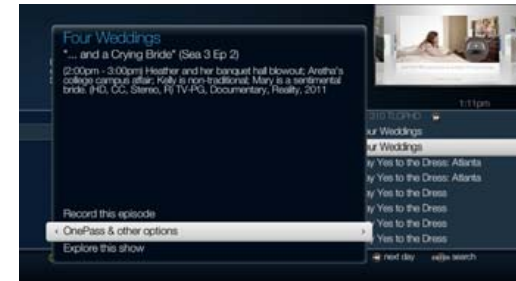 Four Weddings
"... and a Crying Bride" (Sea 3 Ep 2)
(2:00pm - 3:00pm) Heather and her banquet hall blowout; Aretha's
college campus affair; Kelly is non-traditional; Mary is a sentimental
bride. (HD, CC, Stereo, R) TV-PG, Documentary, Reality, 2011
1:11pm
310 TLCPHD
ur Weddings
ur Weddings
y Yes to the Dress: Atlanta
y Yes to the Dress: Atlanta
y Yes to the Dress
y Yes to the Dress
y Yes to the Dress
y Yes to the Dress
Record this episode
OnePass & other options
Explore this show
next day
search